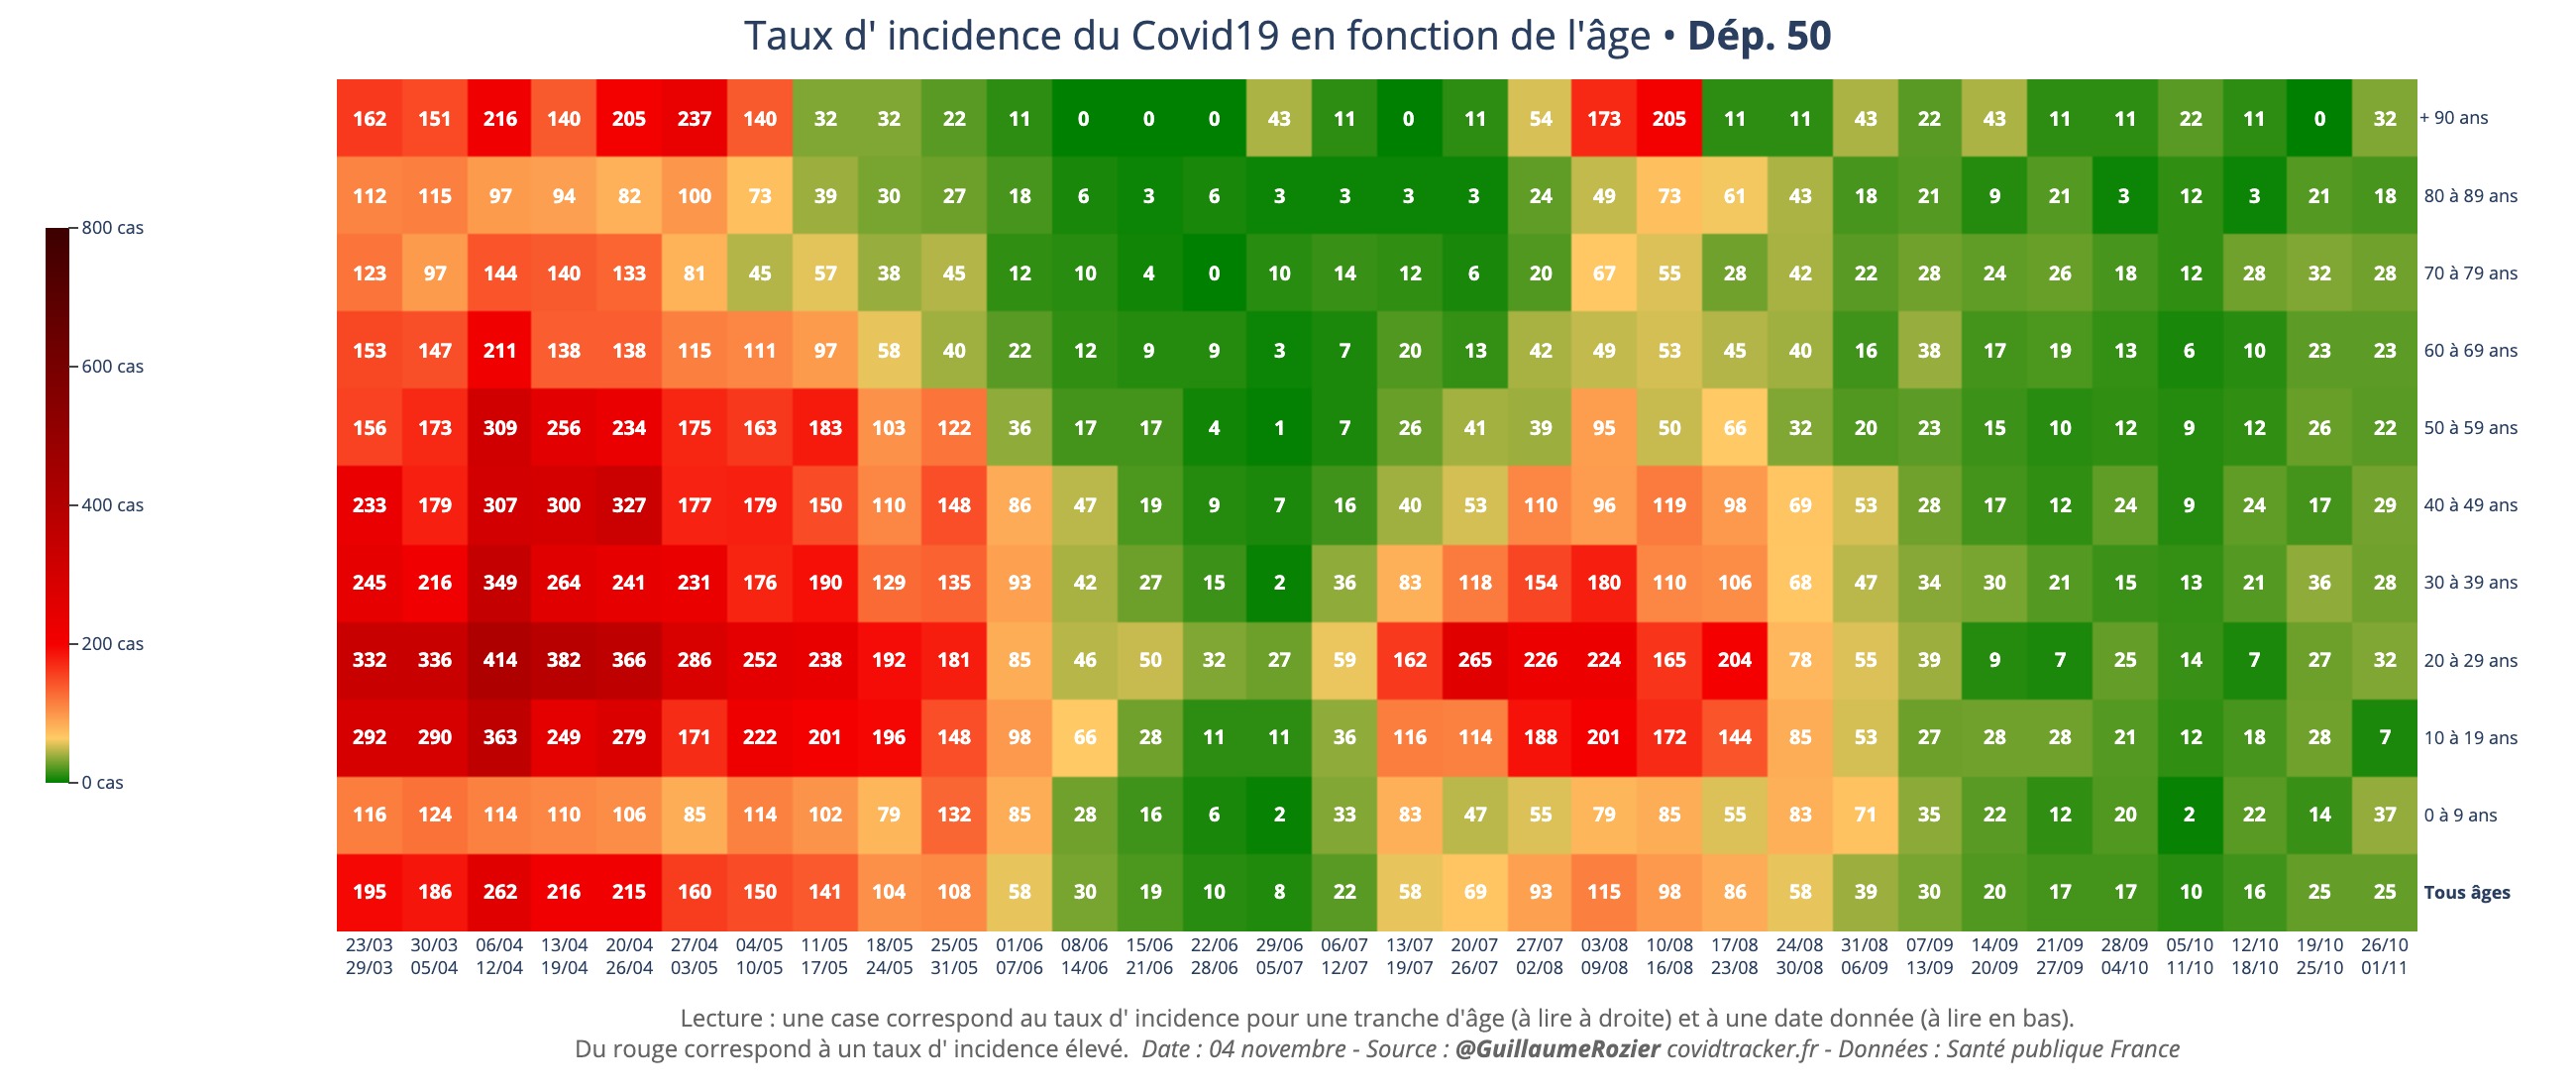 Taux d' incidence du Covid19 en fonction de l'âge • Dép. 50
800 cas
600 cas
400 cas
200 cas
0 cas
162 151 216 140 205 237 140 32 32 22 11 0 0 0 43 11 0 11 54 173 205 11 11 43 22 43 11 11 22 11 0 32 + 90 ans
112 115 97 94 82 100 73 39 30 27 18 6 3 6 3 3 3 3 24 49 73 61 43 18 21 9 21 3 12 3 21 18 80 à 89 ans
123 97 144 140 133 81 45 57 38 45 12 10 4 0 10 14 12 6 20 67 55 28 42 22 28 24 26 18 12 28 32 28 70 à 79 ans
153 147 211 138 138 115 111 97 58 40 22 12 9 9 3 7 20 13 42 49 53 45 40 16 38 17 19 13 6 10 23 23 60 à 69 ans
156 173 309 256 234 175 163 183 103 122 36 17 17 4 1 7 26 41 39 95 50 66 32 20 23 15 10 12 9 12 26 22 50 à 59 ans
233 179 307 300 327 177 179 150 110 148 86 47 19 9 7 16 40 53 110 96 119 98 69 53 28 17 12 24 9 24 17 29 40 à 49 ans
245 216 349 264 241 231 176 190 129 135 93 42 27 15 2 36 83 118 154 180 110 106 68 47 34 30 21 15 13 21 36 28 30 à 39 ans
332 336 414 382 366 286 252 238 192 181 85 46 50 32 27 59 162 265 226 224 165 204 78 55 39 9 7 25 14 7 27 32 20 à 29 ans
292 290 363 249 279 171 222 201 196 148 98 66 28 11 11 36 116 114 188 201 172 144 85 53 27 28 28 21 12 18 28 7 10 à 19 ans
116 124 114 110 106 85 114 102 79 132 85 28 16 6 2 33 83 47 55 79 85 55 83 71 35 22 12 20 2 22 14 37 0 à 9 ans
195 186 262 216 215 160 150 141 104 108 58 30 19 10 8 22 58 69 93 115 98 86 58 39 30 20 17 17 10 16 25 25 Tous âges
23/03 30/03 06/04 13/04 20/04 27/04 04/05 11/05 18/05 25/05 01/06 08/06 15/06 22/06 29/06 06/07 13/07 20/07 27/07 03/08 10/08 17/08 24/08 31/08 07/09 14/09 21/09 28/09 05/10 12/10 19/10 26/10
29/03 05/04 12/04 19/04 26/04 03/05 10/05 17/05 24/05 31/05 07/06 14/06 21/06 28/06 05/07 12/07 19/07 26/07 02/08 09/08 16/08 23/08 30/08 06/09 13/09 20/09 27/09 04/10 11/10 18/10 25/10 01/11
Lecture : une case correspond au taux d' incidence pour une tranche d'âge (à lire à droite) et à une date donnée (à lire en bas).
Du rouge correspond à un taux d' incidence élevé. Date : 04 novembre - Source : @GuillaumeRozier covidtracker.fr - Données : Santé publique France